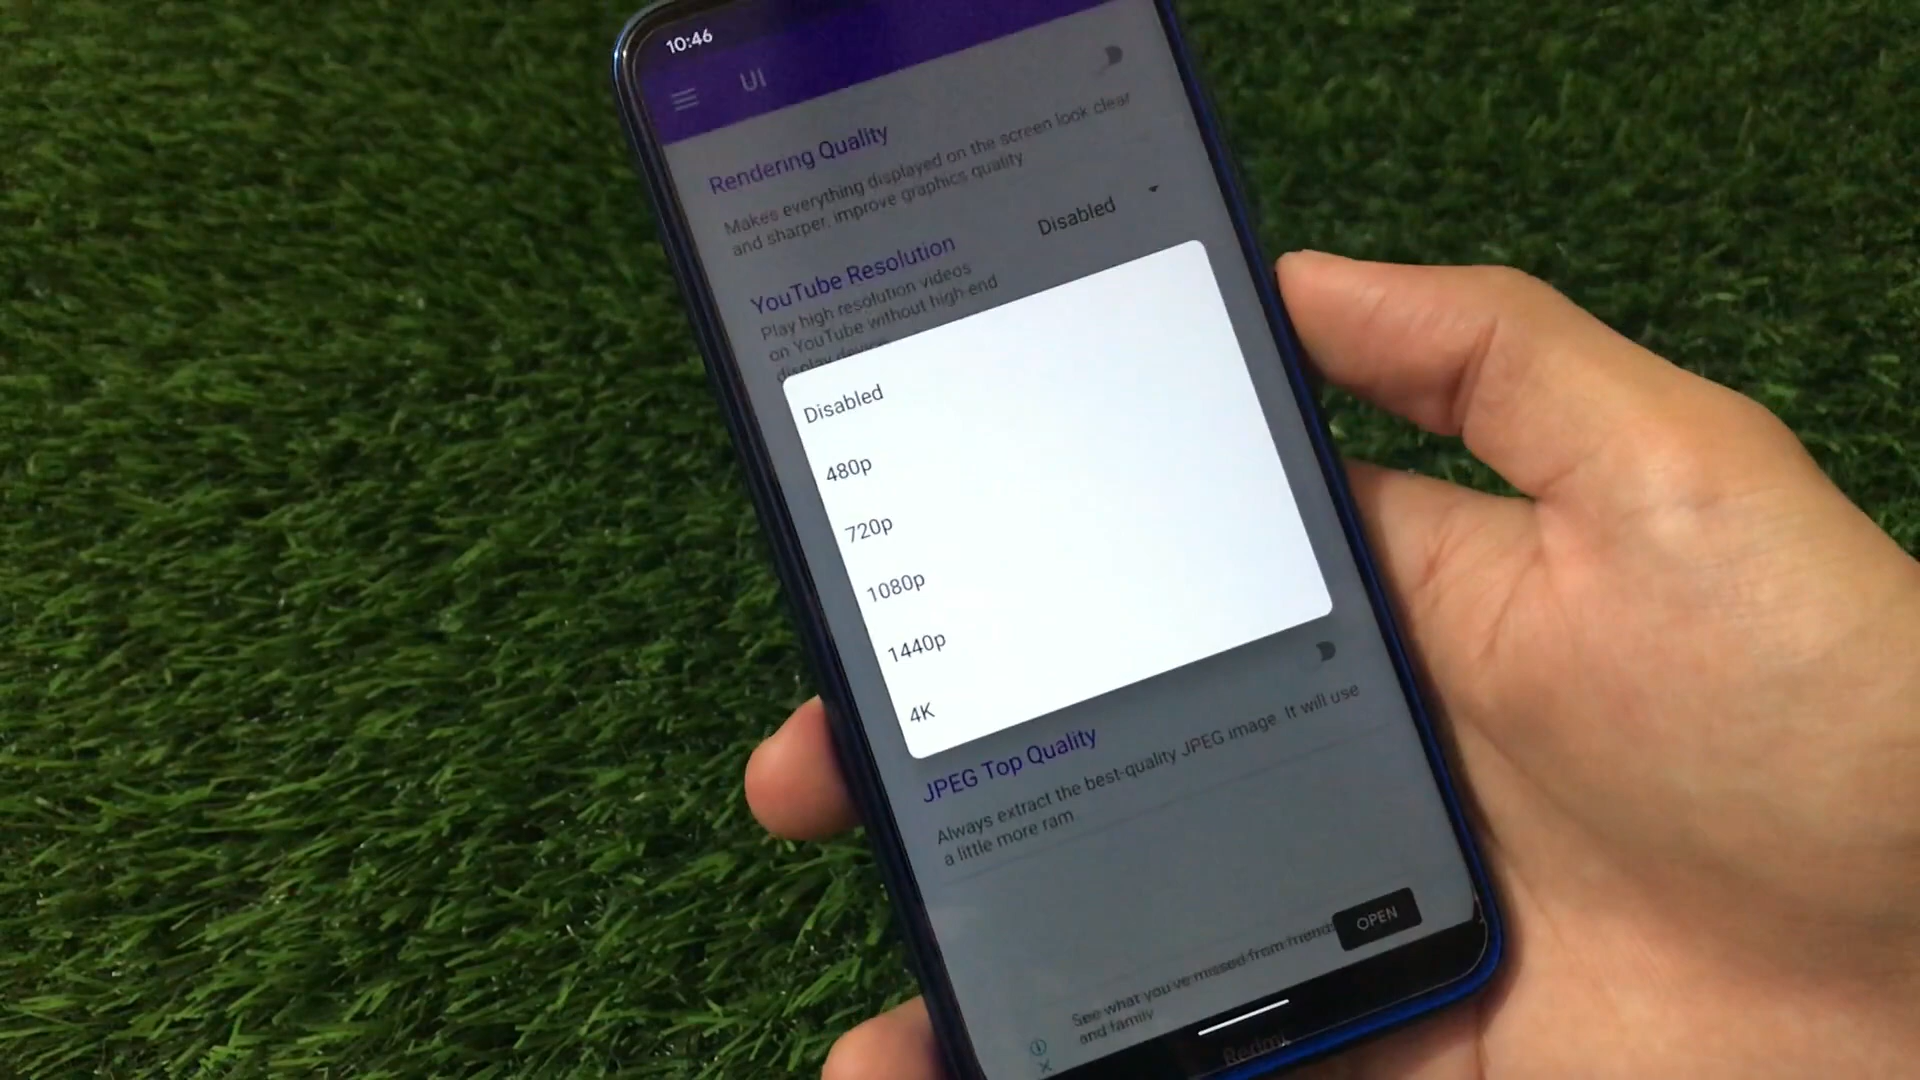 10:46
UI
Rendering Quality
Makes everything displayed on the screen look clear
and sharper, improve graphics quality
YouTube Resolution
Disabled
Play high resolution videos
on YouTube without high-end
display device
Disabled
480p
720p
1080p
1440p
4K
JPEG Top Quality
Always extract the best-quality JPEG image. It will use
a little more ram
See what you've missed from friends
and family
OPEN
Redmi